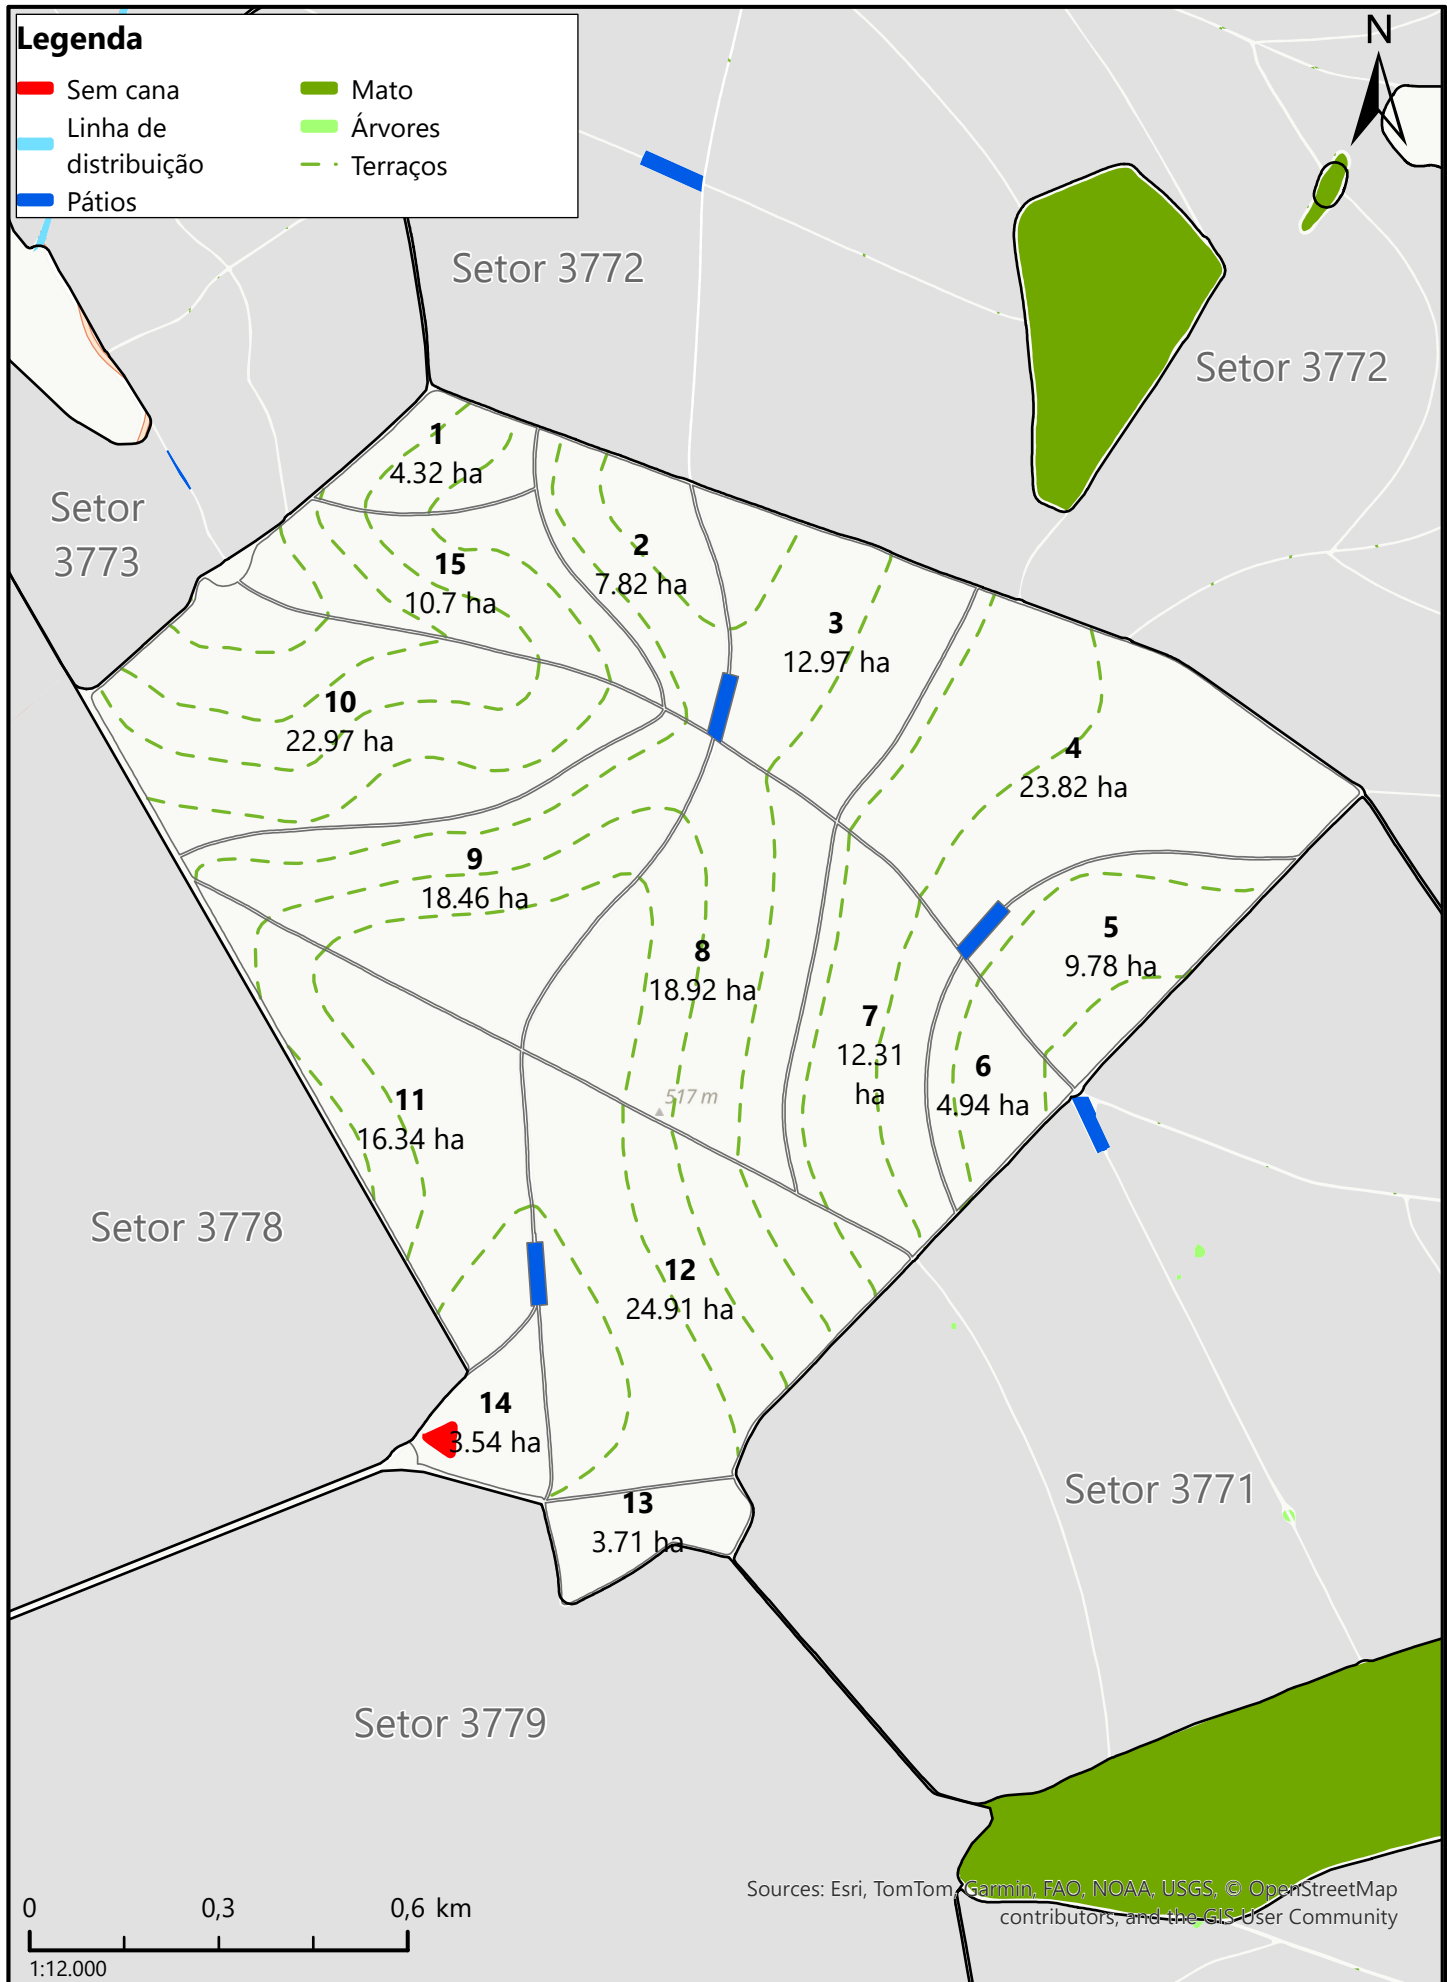 Legenda
Sem cana
Linha de
distribuição
Pátios
Mato
Árvores
Terraços
N
Setor 3772
Setor 3772
Setor
3773
1
4.32 ha
2
7.82 ha
15
10.7 ha
3
12.97 ha
10
22.97 ha
4
23.82 ha
9
18.46 ha
5
9.78 ha
8
18.92 ha
7
12.31
ha
6
4.94 ha
517 m
11
16.34 ha
Setor 3778
12
24.91 ha
14
3.54 ha
13
3.71 ha
Setor 3771
Setor 3779
Sources: Esri, TomTom, Garmin, FAO, NOAA, USGS, © OpenStreetMap
contributors, and the GIS User Community
0 0,3 0,6 km
1:12.000